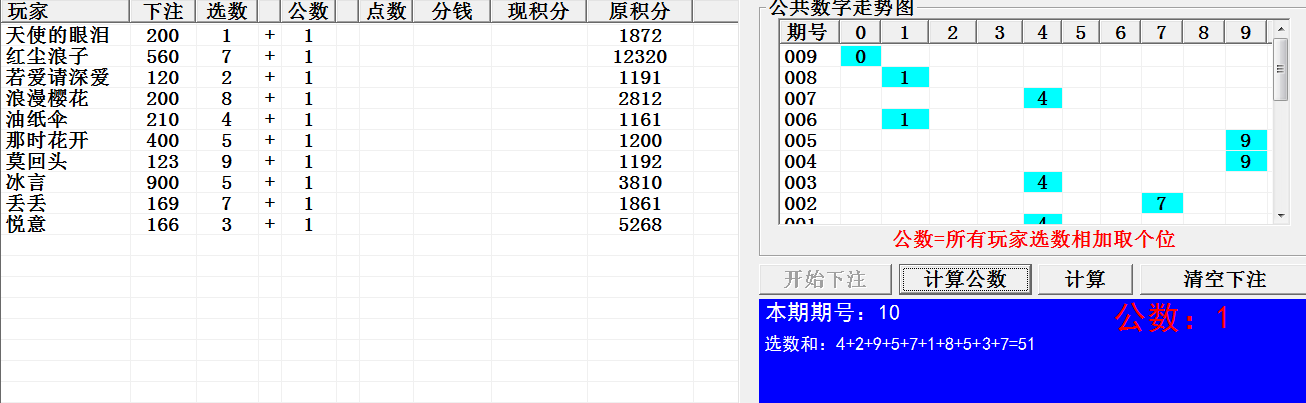 玩家 下注 选数 + 公数 点数 分钱 现积分 原积分
天使的眼泪 200 1 + 1 1872
红尘浪子 560 7 + 1 12320
若爱请深爱 120 2 + 1 1191
浪漫樱花 200 8 + 1 2812
油纸伞 210 4 + 1 1161
那时花开 400 5 + 1 1200
莫回头 123 9 + 1 1192
冰言 900 5 + 1 3810
丢丢 169 7 + 1 1861
悦意 166 3 + 1 5268
公共数字走势图
期号 0 1 2 3 4 5 6 7 8 9
009 0
008 1
007 4
006 1
005 9
004 9
003 4
002 7
001 4
公数=所有玩家选数相加取个位
开始下注 计算公数 计算 清空下注
本期期号：10 公数：1
选数和：4+2+9+5+7+1+8+5+3+7=51